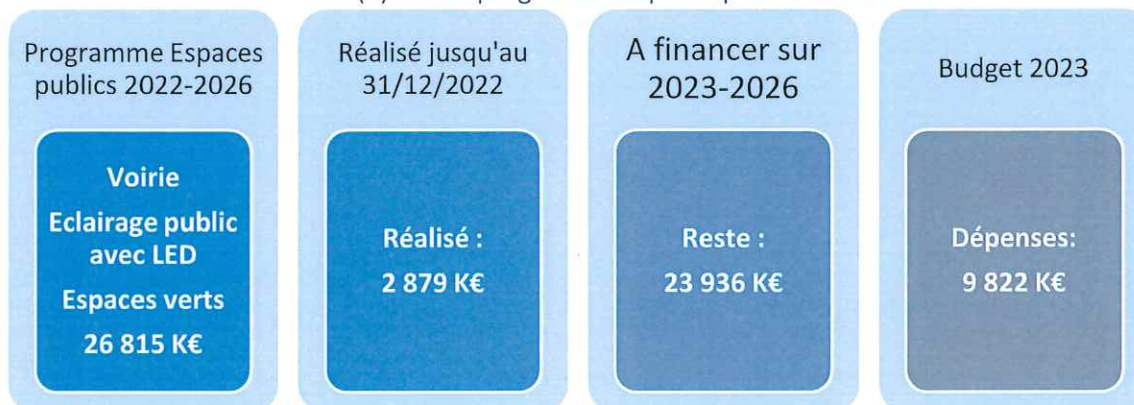 Programme Espaces
publics 2022-2026
Voirie
Eclairage public
avec LED
Espaces verts
26 815 K€
Réalisé jusqu'au
31/12/2022
Réalisé :
2 879 K€
A financer sur
2023-2026
Reste :
23 936 K€
Budget 2023
Dépenses:
9 822 K€